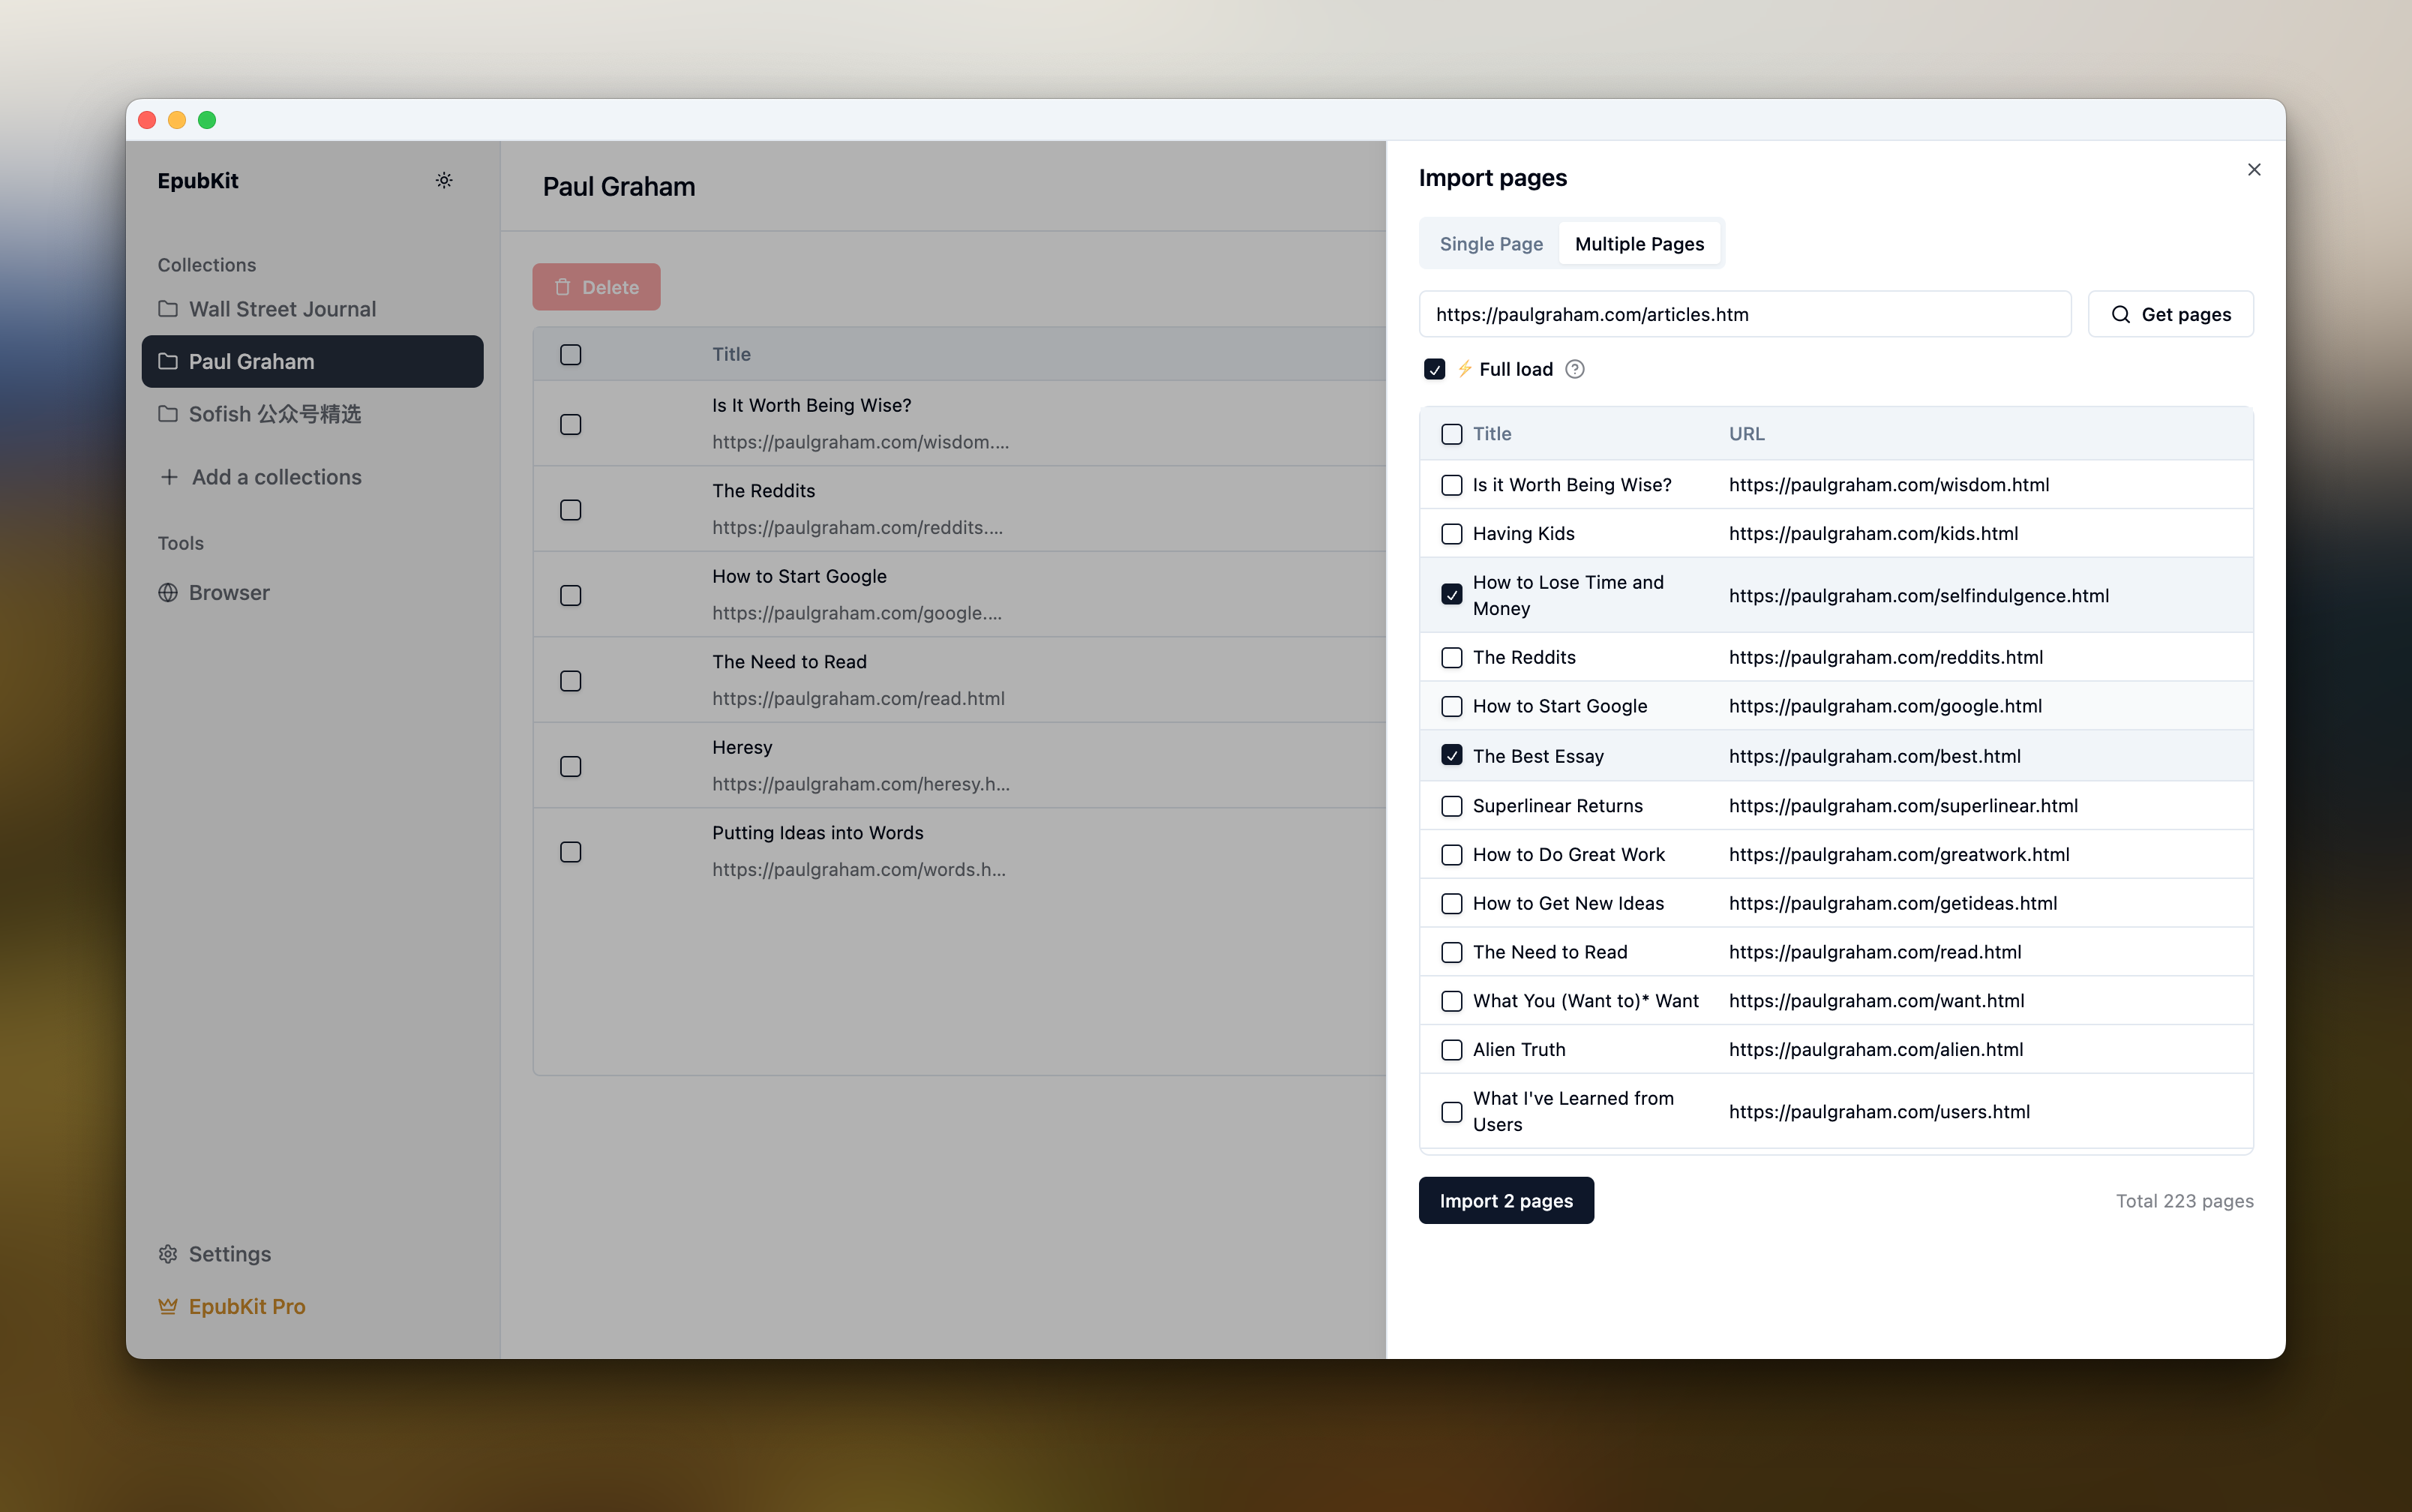 EpubKit
Collections
Wall Street Journal
Paul Graham
Sofish 公众号精选
Add a collections
Tools
Browser
Settings
EpubKit Pro
Paul Graham
Delete
Title
Is It Worth Being Wise?
https://paulgraham.com/wisdom....
The Reddits
https://paulgraham.com/reddits....
How to Start Google
https://paulgraham.com/google....
The Need to Read
https://paulgraham.com/read.html
Heresy
https://paulgraham.com/heresy.h...
Putting Ideas into Words
https://paulgraham.com/words.h...
Import pages
Single Page Multiple Pages
https://paulgraham.com/articles.htm Get pages
⚡ Full load ?
Title URL
Is it Worth Being Wise? https://paulgraham.com/wisdom.html
Having Kids https://paulgraham.com/kids.html
How to Lose Time and
Money
https://paulgraham.com/selfindulgence.html
The Reddits https://paulgraham.com/reddits.html
How to Start Google https://paulgraham.com/google.html
The Best Essay https://paulgraham.com/best.html
Superlinear Returns https://paulgraham.com/superlinear.html
How to Do Great Work https://paulgraham.com/greatwork.html
How to Get New Ideas https://paulgraham.com/getideas.html
The Need to Read https://paulgraham.com/read.html
What You (Want to)* Want https://paulgraham.com/want.html
Alien Truth https://paulgraham.com/alien.html
What I've Learned from
Users
https://paulgraham.com/users.html
Import 2 pages Total 223 pages